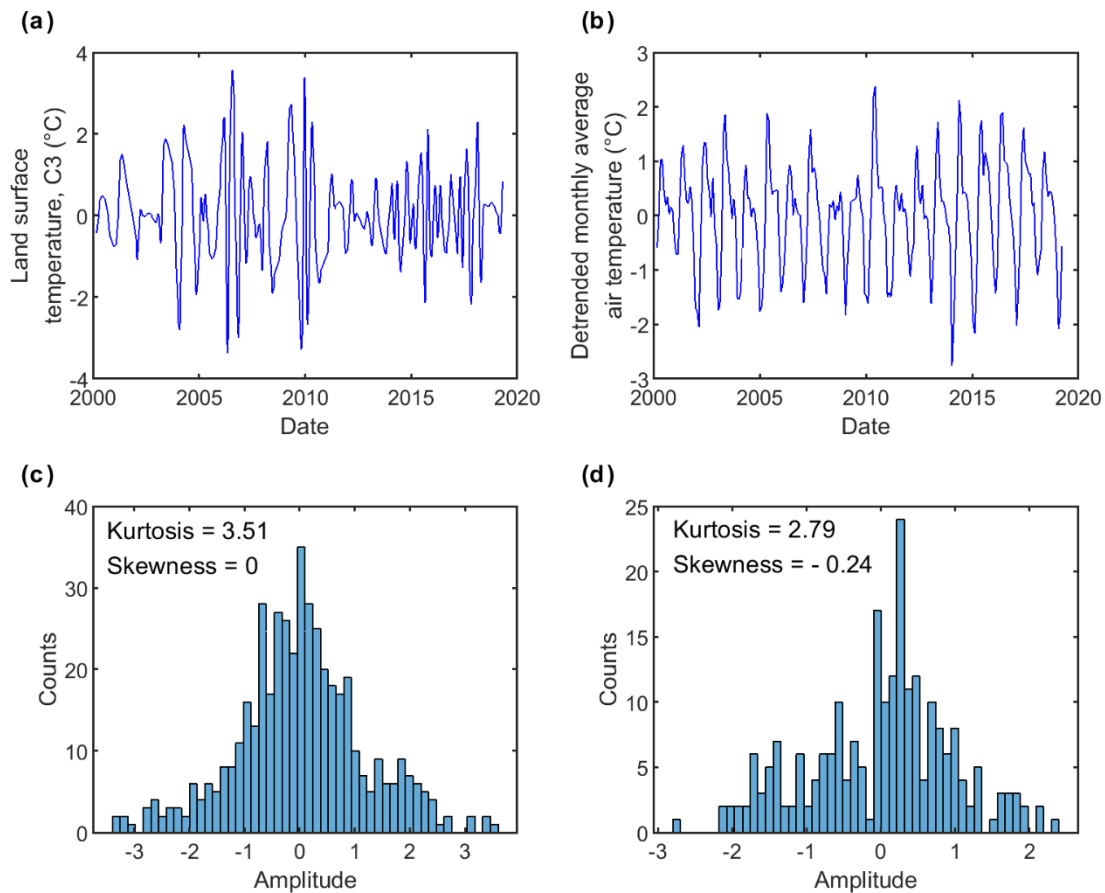 (a)
4
2
0
-2
-4
Land surface
temperature, C3 (°C)
2000 2005 2010 2015 2020
Date
(b)
3
2
1
0
-1
-2
-3
Detrended monthly average
air temperature (°C)
2000 2005 2010 2015 2020
Date
(c)
40
30
20
10
0
Counts
Kurtosis = 3.51
Skewness = 0
-3 -2 -1 0 1 2 3
Amplitude
(d)
25
20
15
10
5
0
Counts
Kurtosis = 2.79
Skewness = - 0.24
-3 -2 -1 0 1 2
Amplitude